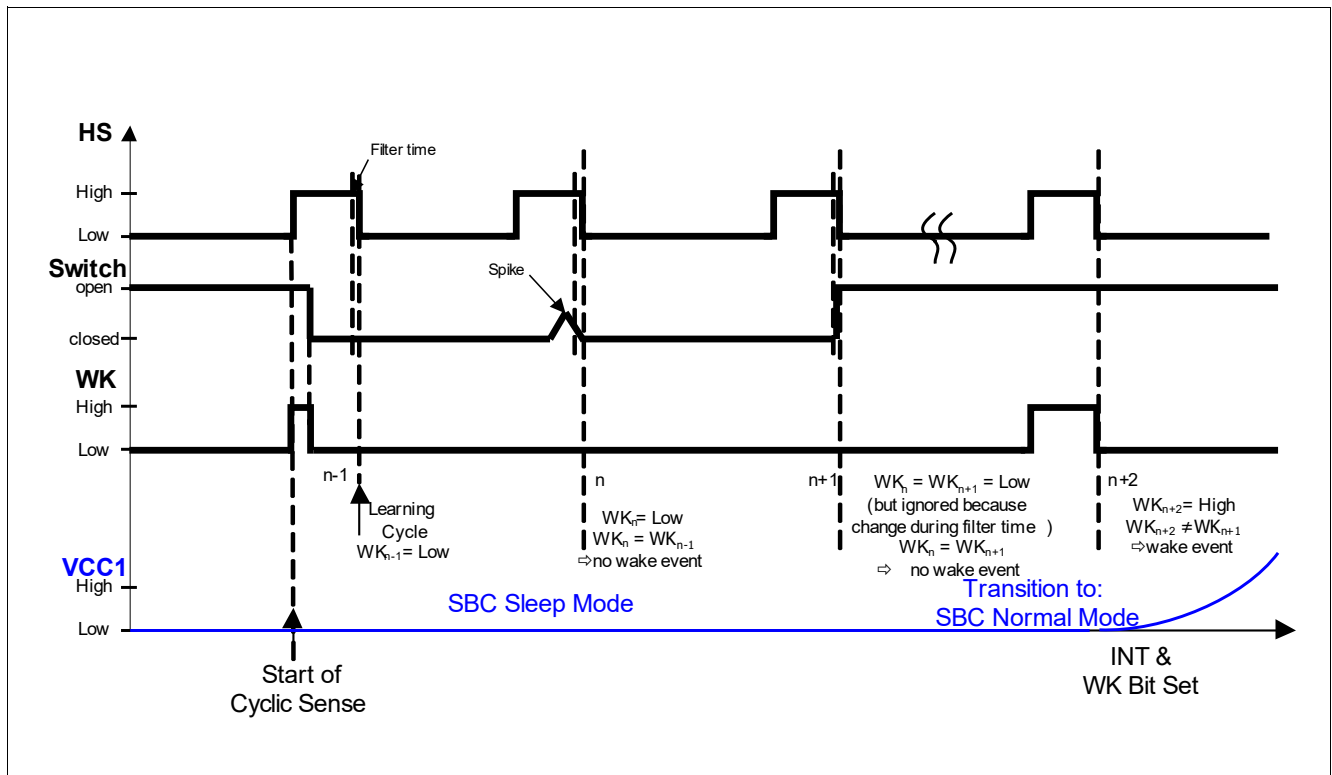 HS
Filter time
High
Low
Switch
open
Spike
closed
WK
High
Low
n-1
n
n+1
n+2
Learning
Cycle
WKn-1= Low
WKn= Low
WKn = WKn-1
⇨no wake event
WKn = WKn+1 = Low
(but ignored because
change during filter time )
WKn = WKn+1
⇨ no wake event
WKn+2= High
WKn+2 ≠WKn+1
⇨wake event
VCC1
High
Low
SBC Sleep Mode
Transition to:
SBC Normal Mode
Start of
Cyclic Sense
INT &
WK Bit Set